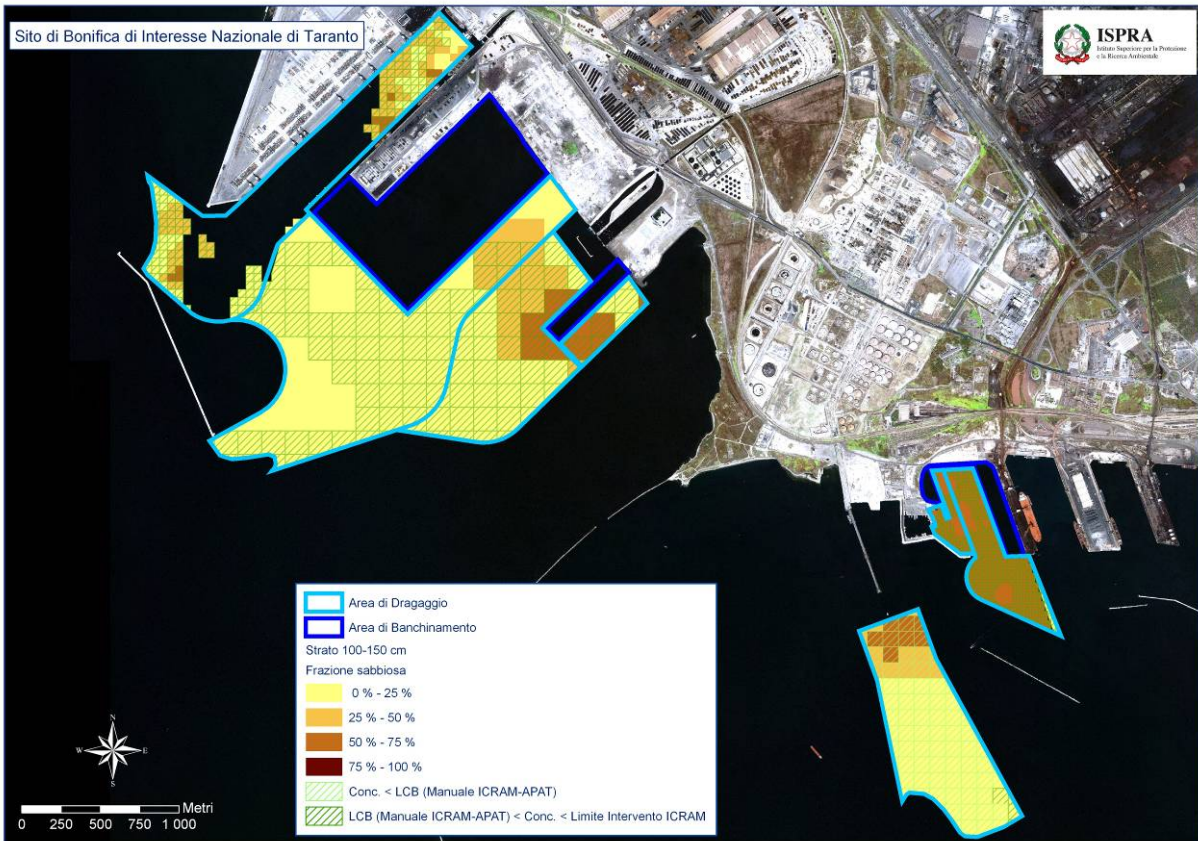 Sito di Bonifica di Interesse Nazionale di Taranto
ISPRA
Istituto Superiore per la Protezione
e la Ricerca Ambientale
Area di Dragaggio
Area di Banchinamento
Strato 100-150 cm
Frazione sabbiosa
0 % - 25 %
25 % - 50 %
50 % - 75 %
75 % - 100 %
Conc. < LCB (Manuale ICRAM-APAT)
LCB (Manuale ICRAM-APAT) < Conc. < Limite Intervento ICRAM
N
W E
S
Metri
0 250 500 750 1 000